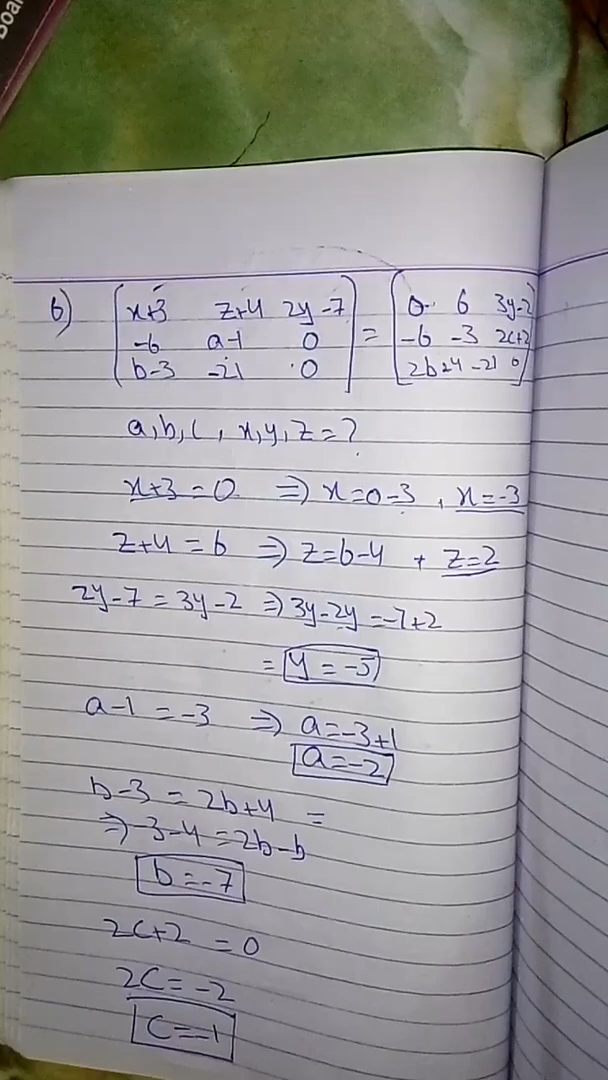 Boar
6) [x+3 z+4 2y-7] = [0 6 3y-2]
[-6 a-1 0] [-6 -3 2c+2]
[b-3 -21 0] [2b+4 -21 0]
a, b, c, x, y, z = ?
x+3 = 0 ⇒ x=0-3, x=-3
z+4 = 6 ⇒ z=6-4 + z=2
2y-7 = 3y-2 ⇒ 3y-2y = -7+2
= y = -5
a-1 = -3 ⇒ a=-3+1
a=-2
b-3 = 2b+4 =
⇒ -3-4 = 2b-b
b=-7
2c+2 = 0
2c = -2
c=-1